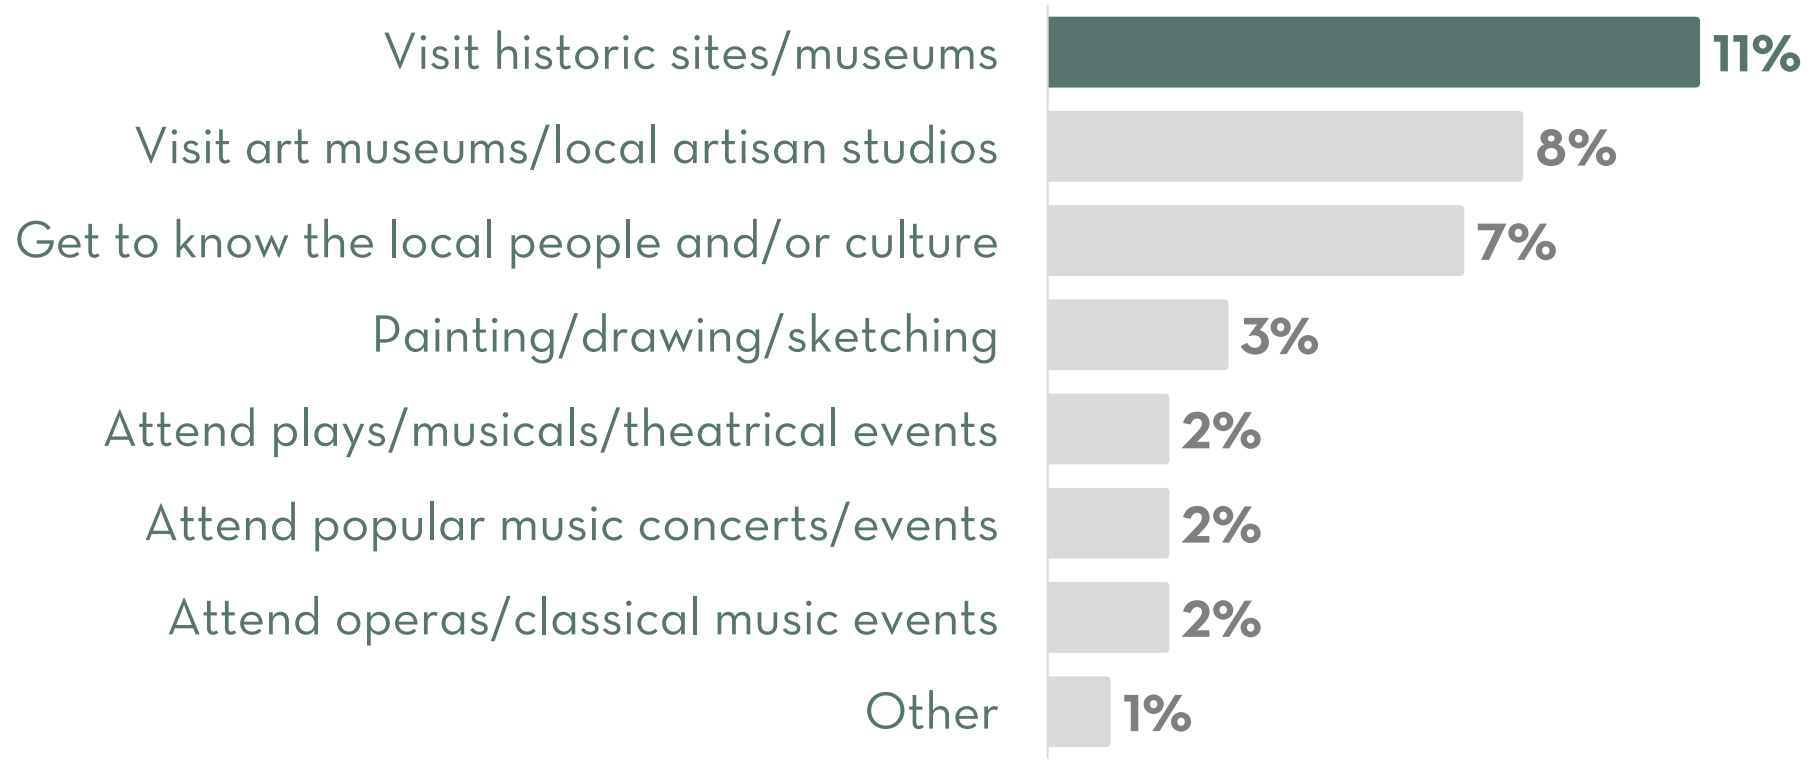 Visit historic sites/museums 11%
Visit art museums/local artisan studios 8%
Get to know the local people and/or culture 7%
Painting/drawing/sketching 3%
Attend plays/musicals/theatrical events 2%
Attend popular music concerts/events 2%
Attend operas/classical music events 2%
Other 1%